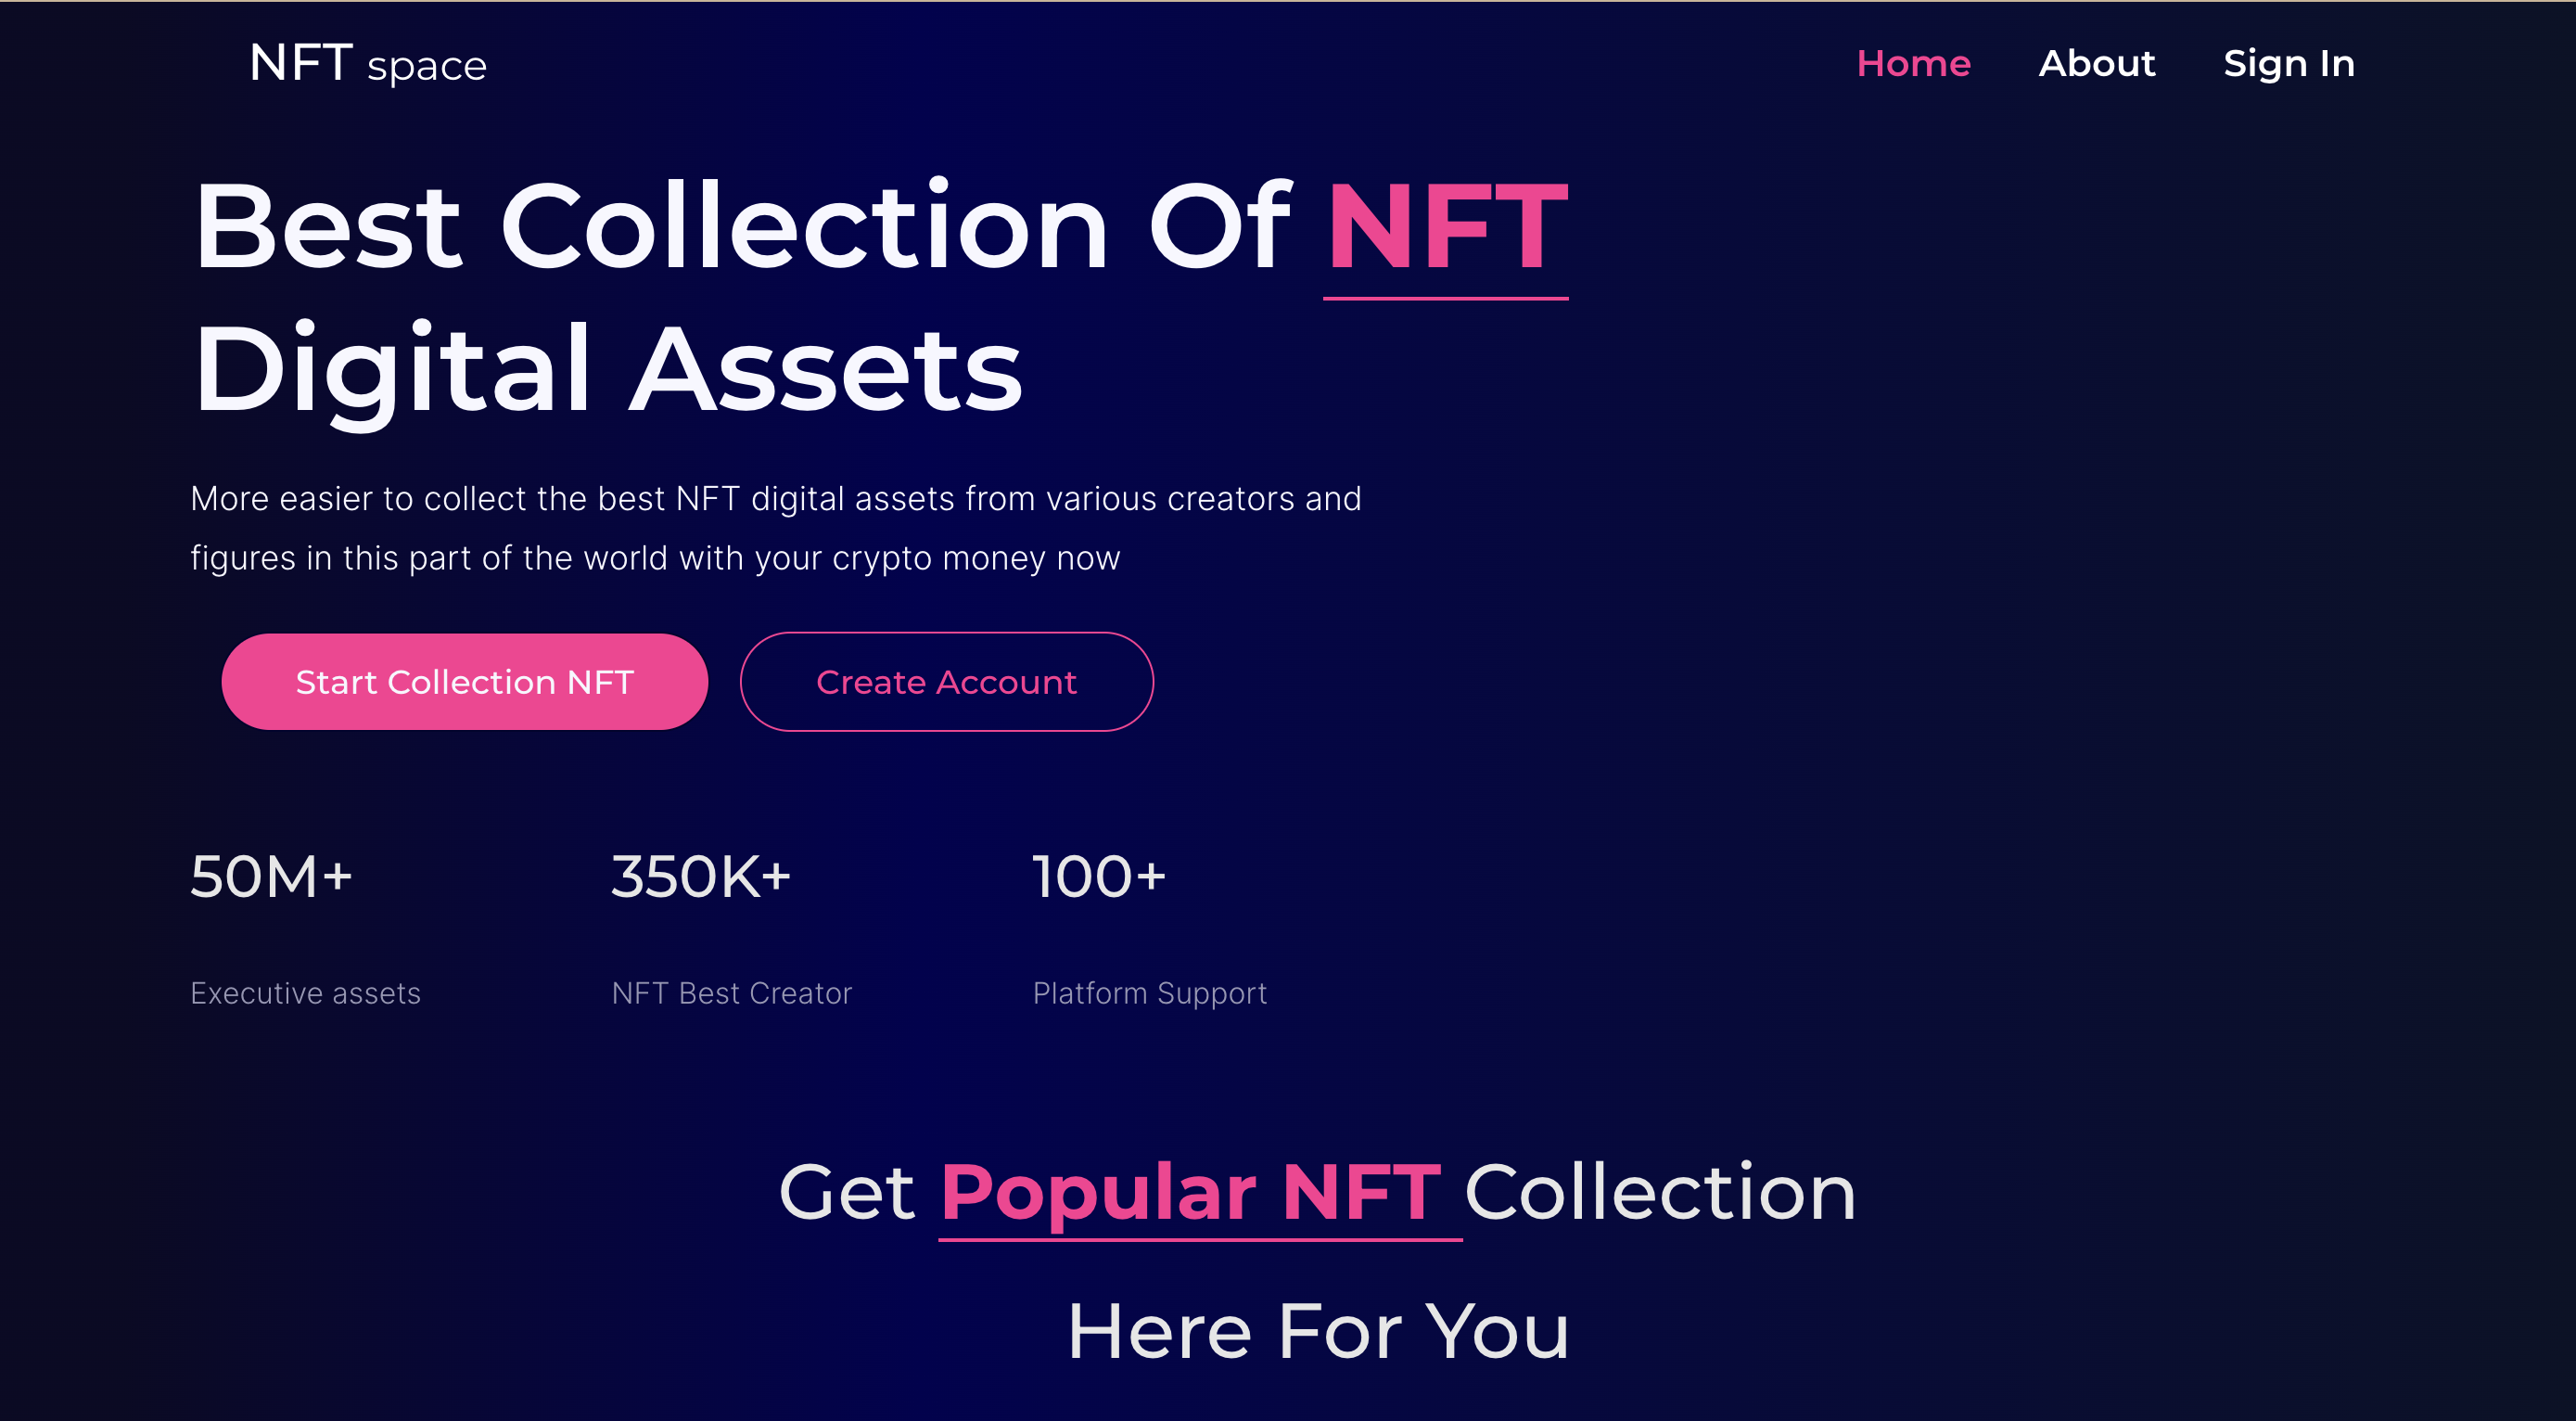 NFT space
Home About Sign In
Best Collection Of NFT
Digital Assets
More easier to collect the best NFT digital assets from various creators and
figures in this part of the world with your crypto money now
Start Collection NFT
Create Account
50M+ 350K+ 100+
Executive assets NFT Best Creator Platform Support
Get Popular NFT Collection
Here For You